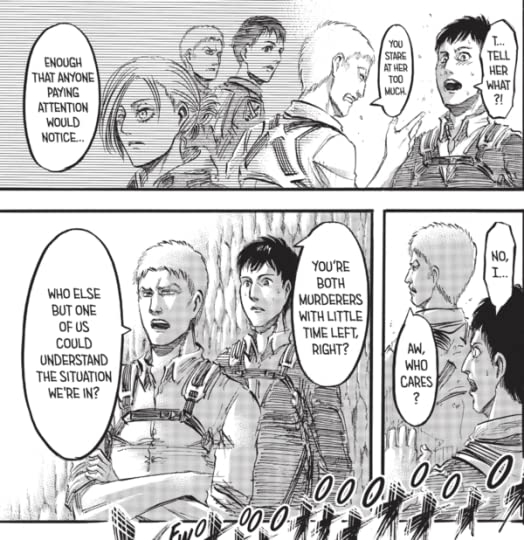 T...
TELL
HER
WHAT
?!
YOU
STARE
AT HER
TOO
MUCH.
ENOUGH
THAT ANYONE
PAYING
ATTENTION
WOULD
NOTICE...
NO,
I...
AW,
WHO
CARES
?
YOU'RE
BOTH
MURDERERS
WITH LITTLE
TIME LEFT,
RIGHT?
WHO ELSE
BUT ONE
OF US
COULD
UNDERSTAND
THE SITUATION
WE'RE IN?
FWOOOOOOOOO